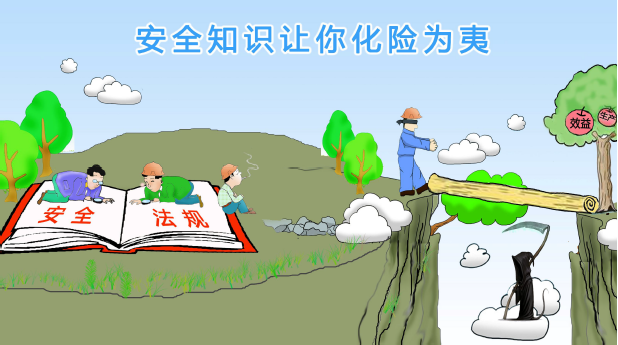 安全知识让你化险为夷
效益
生产
安全
法规